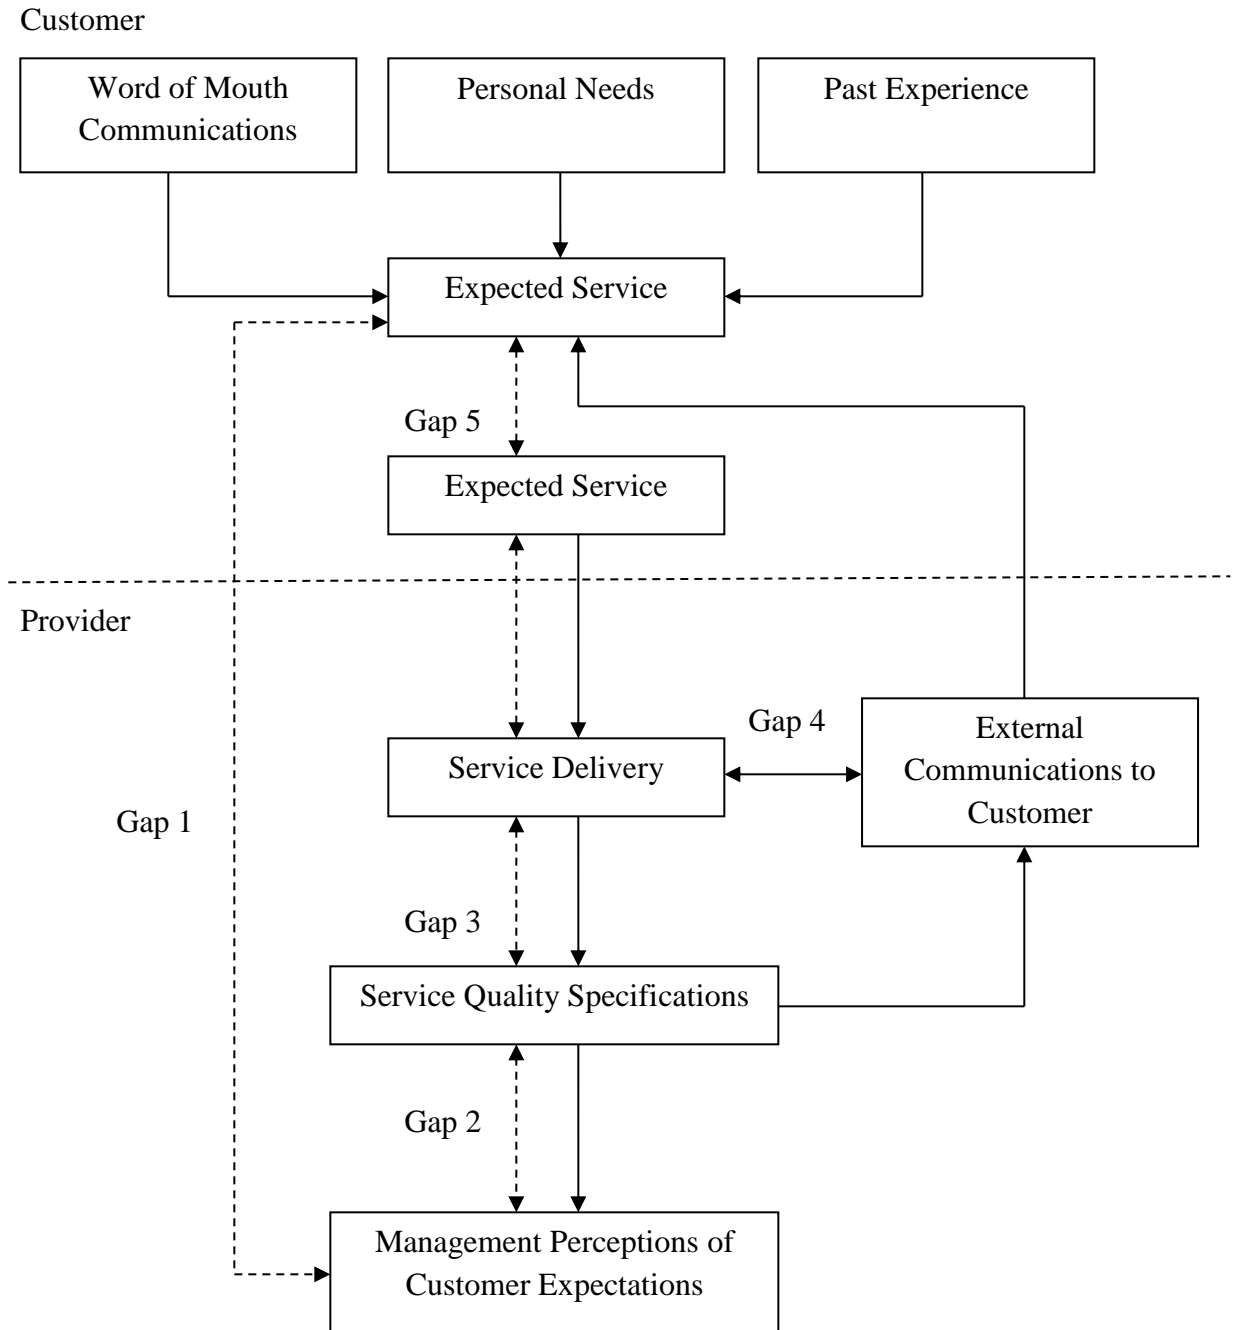 Customer
Word of Mouth
Communications
Personal Needs
Past Experience
Expected Service
Gap 5
Expected Service
Provider
Gap 4
External
Communications to
Customer
Service Delivery
Gap 1
Gap 3
Service Quality Specifications
Gap 2
Management Perceptions of
Customer Expectations